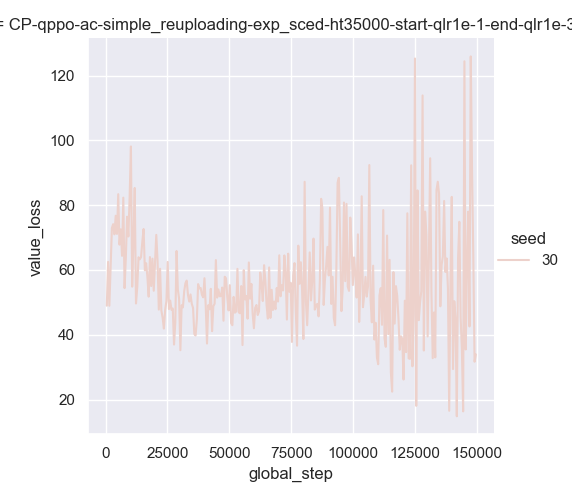 = CP-qppo-ac-simple_reuploading-exp_sced-ht35000-start-qlr1e-1-end-qlr1e-3
120
100
80
60
40
20
value_loss
0 25000 50000 75000 100000 125000 150000
global_step
seed
30